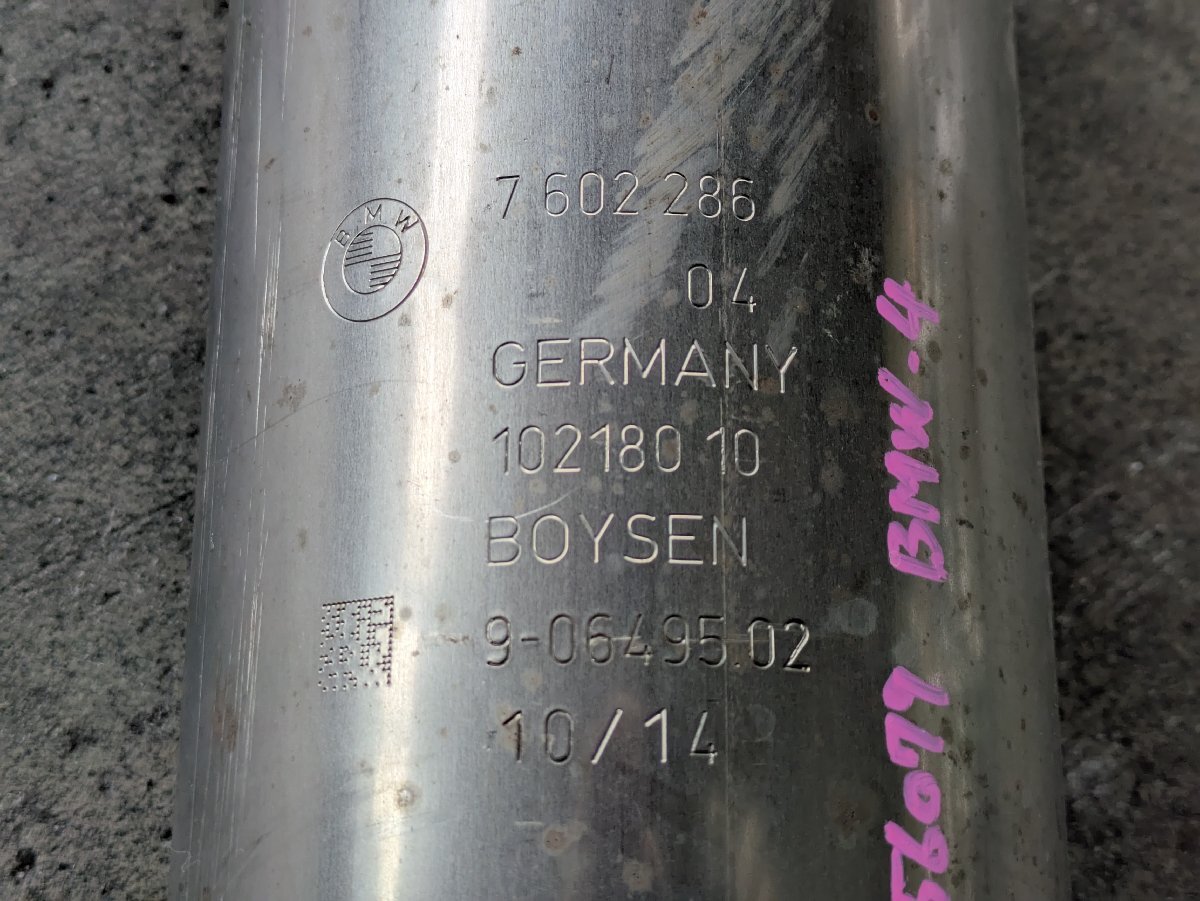 BMW
7 602 286
04
GERMANY
102180 10
BOYSEN
9-06495.02
10/14
BMW-4